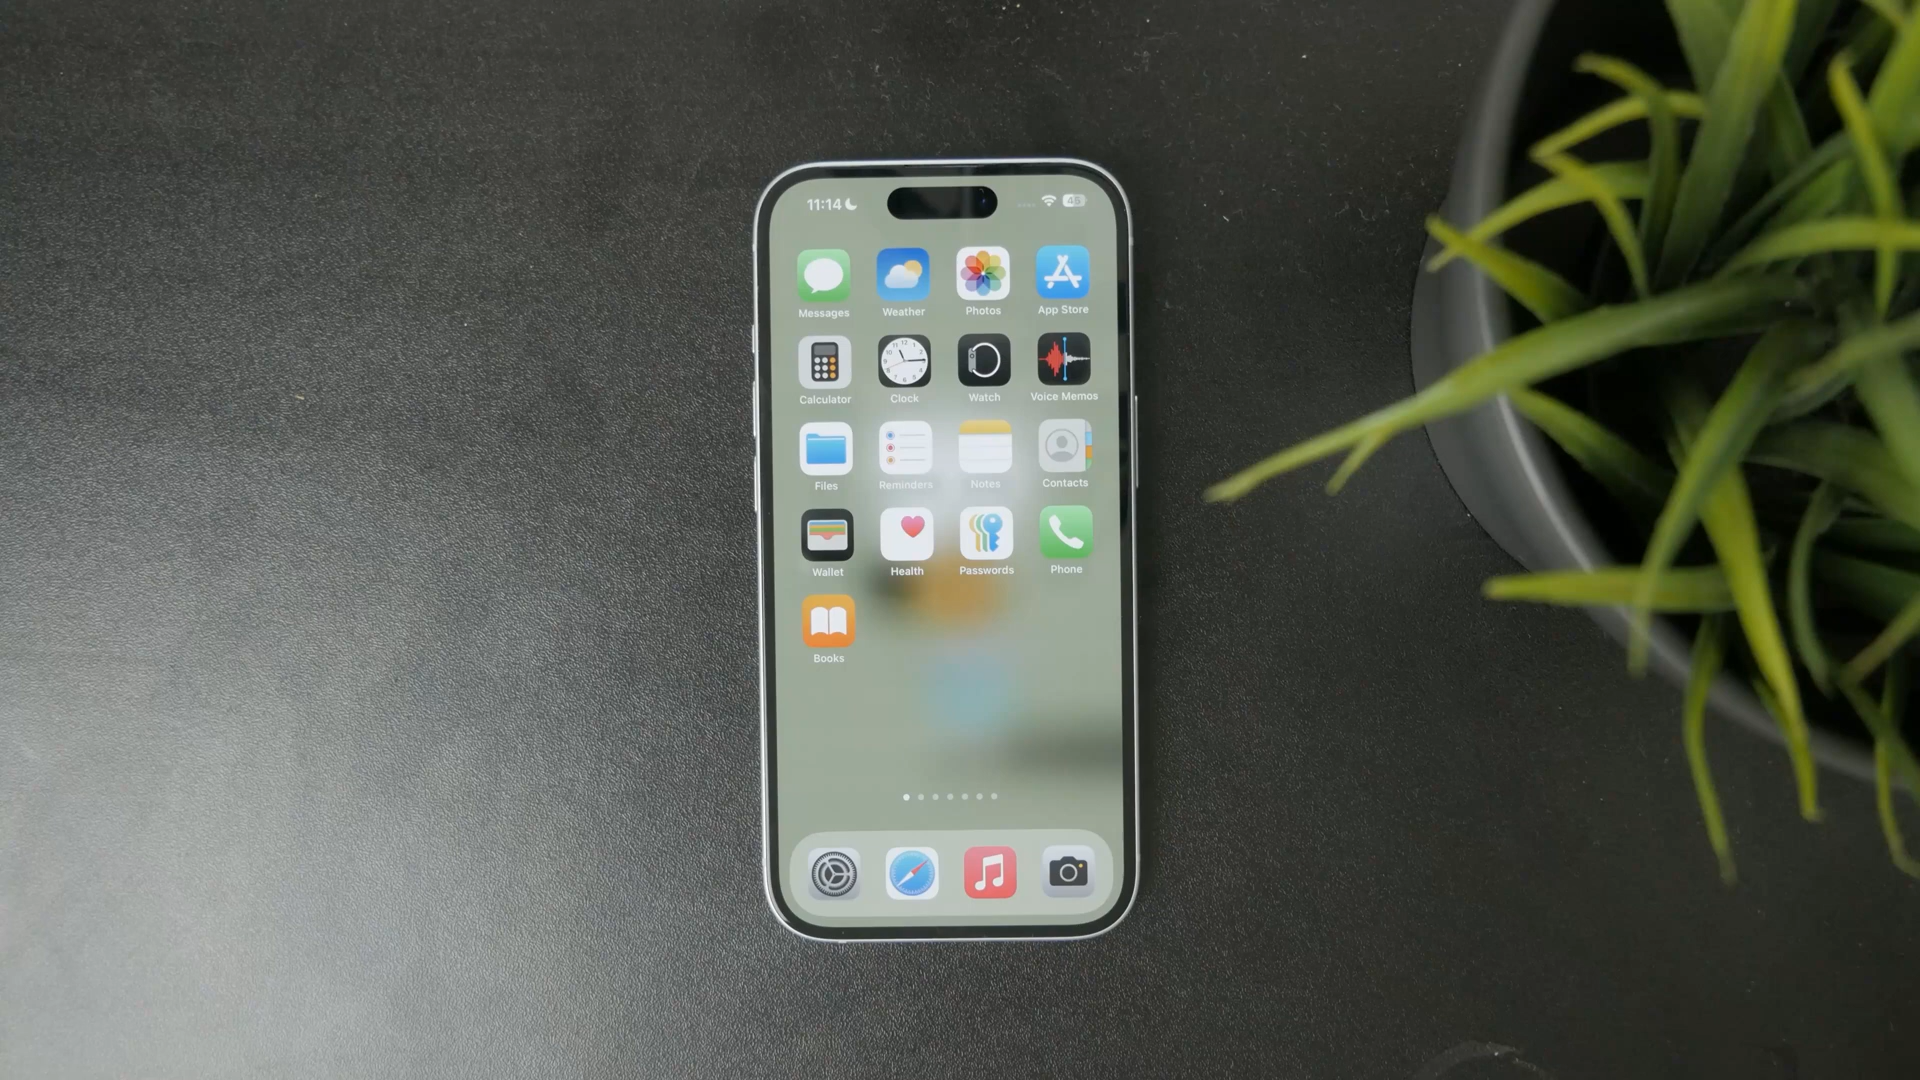 11:14 45
Messages Weather Photos App Store
Calculator Clock Watch Voice Memos
Files Reminders Notes Contacts
Wallet Health Passwords Phone
Books